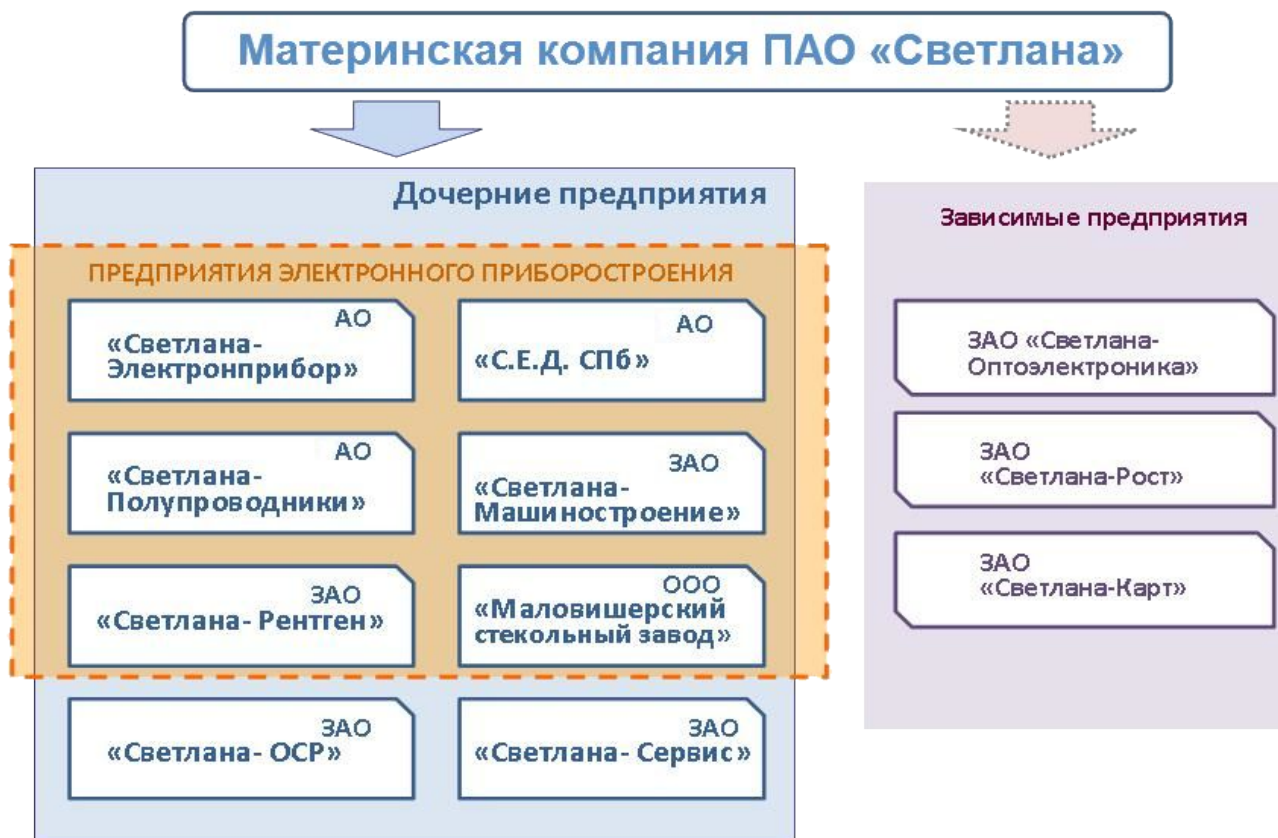 Материнская компания ПАО «Светлана»
Дочерние предприятия
ПРЕДПРИЯТИЯ ЭЛЕКТРОННОГО ПРИБОРОСТРОЕНИЯ
АО
«Светлана-
Электронприбор»
АО
«С.Е.Д. СПб»
АО
«Светлана-
Полупроводники»
ЗАО
«Светлана-
Машиностроение»
ЗАО
«Светлана- Рентген»
ООО
«Маловишерский
стекольный завод»
ЗАО
«Светлана- ОСР»
ЗАО
«Светлана- Сервис»
Зависимые предприятия
ЗАО «Светлана-
Оптоэлектроника»
ЗАО
«Светлана-Рост»
ЗАО
«Светлана-Карт»